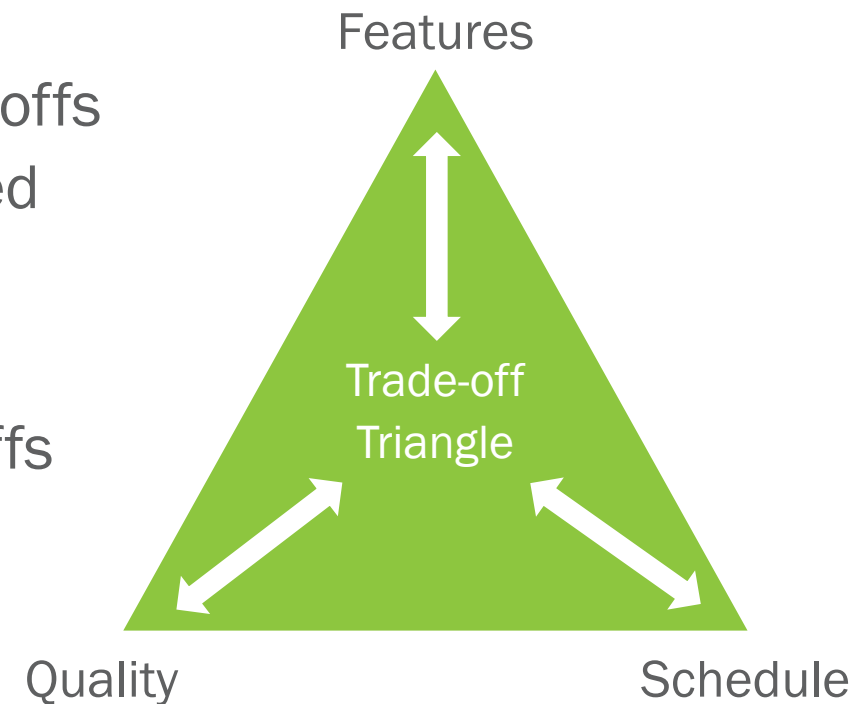 Features
offs
ed
Trade-off
Triangle
ffs
Quality
Schedule